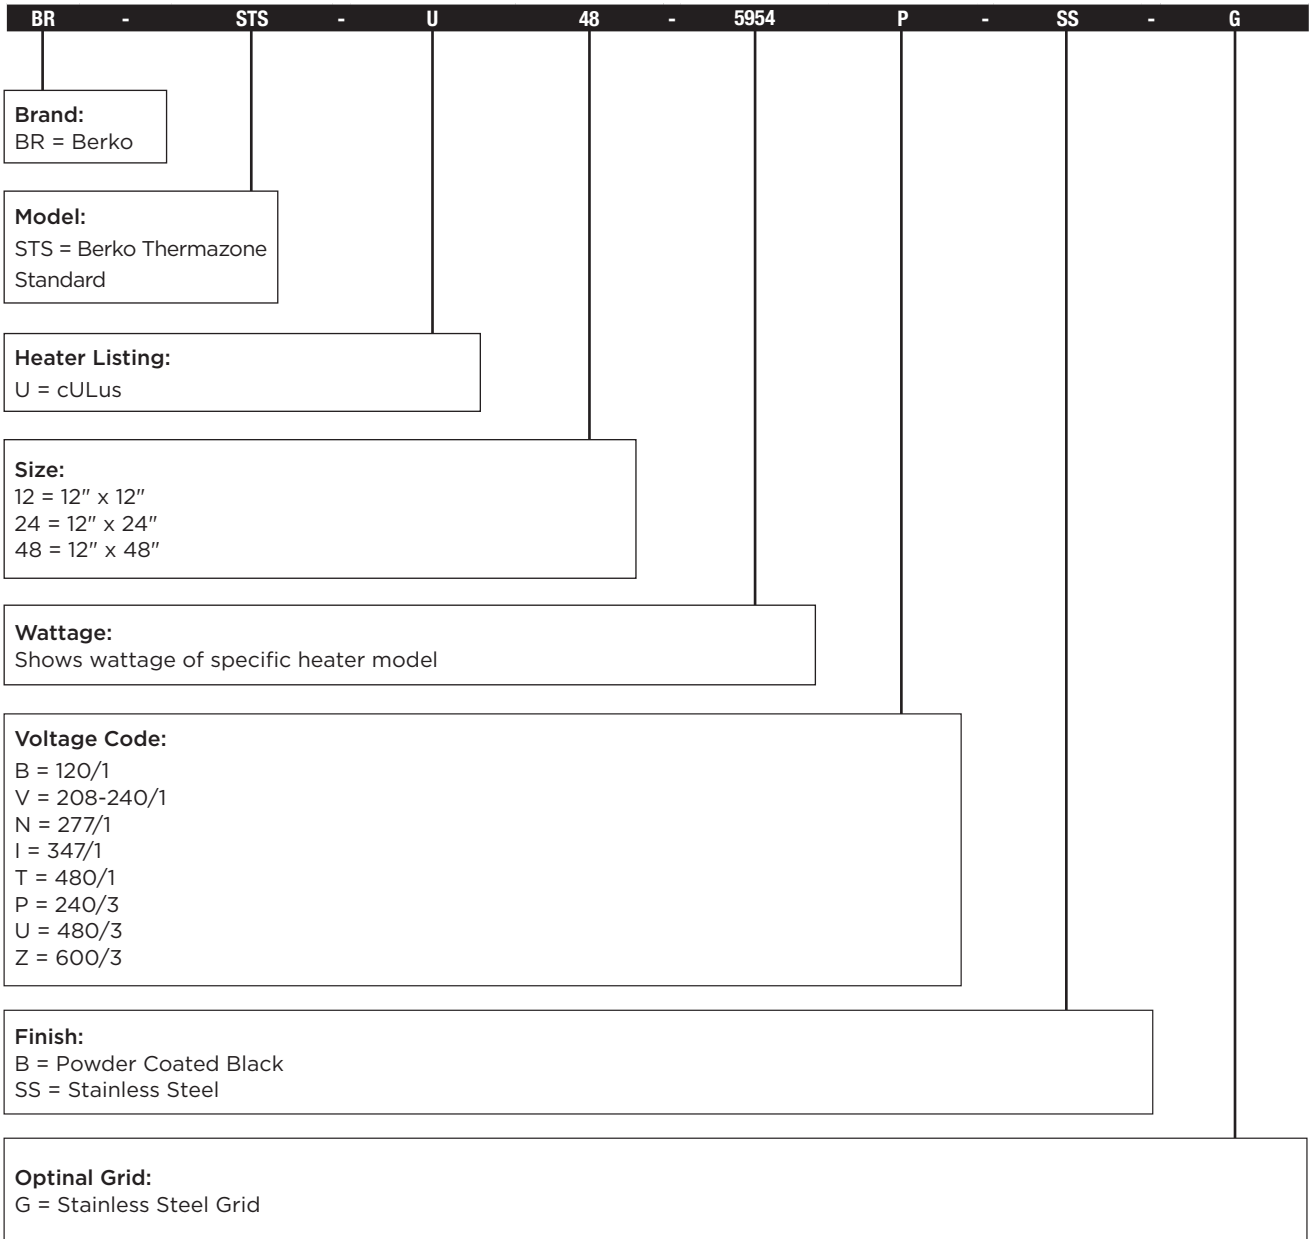 BR - STS - U 48 - 5954 P - SS - G
Brand:
BR = Berko
Model:
STS = Berko Thermazone
Standard
Heater Listing:
U = cULus
Size:
12 = 12" x 12"
24 = 12" x 24"
48 = 12" x 48"
Wattage:
Shows wattage of specific heater model
Voltage Code:
B = 120/1
V = 208-240/1
N = 277/1
I = 347/1
T = 480/1
P = 240/3
U = 480/3
Z = 600/3
Finish:
B = Powder Coated Black
SS = Stainless Steel
Optinal Grid:
G = Stainless Steel Grid